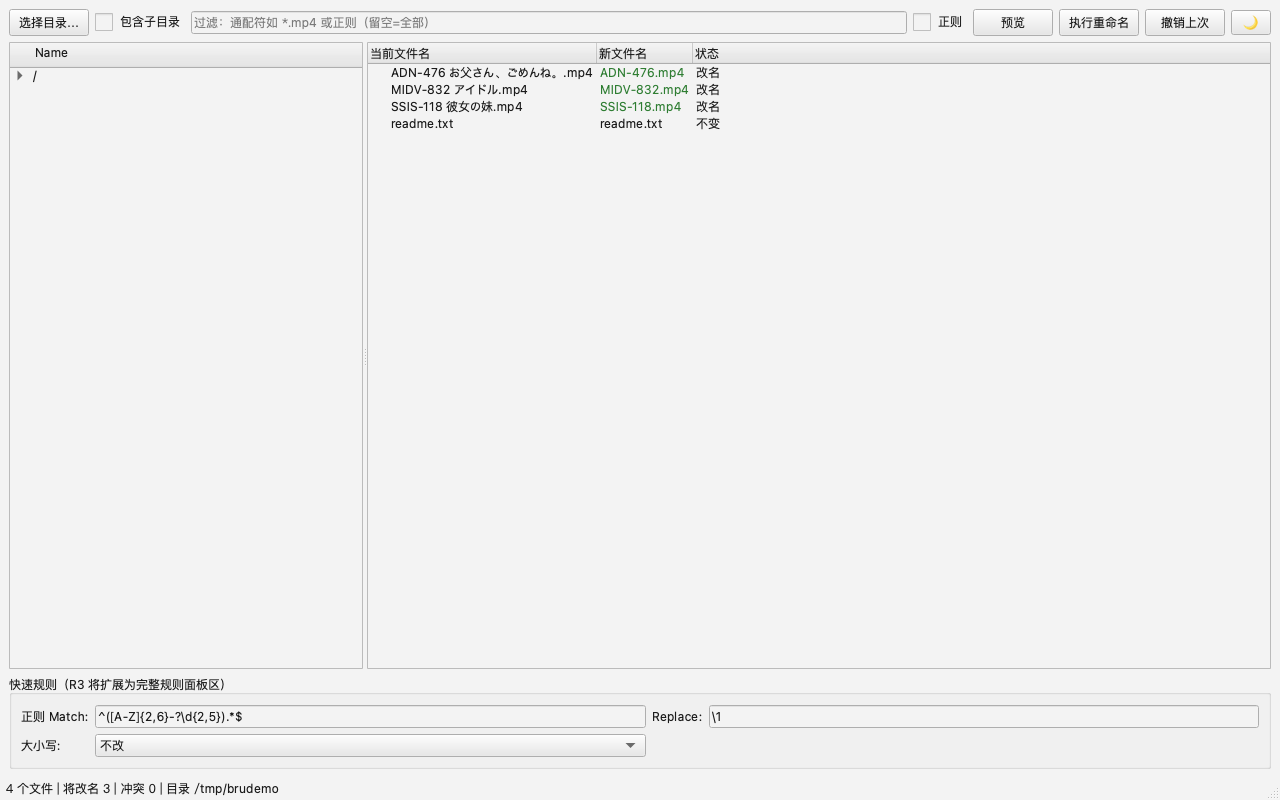 选择目录... 包含子目录 过滤：通配符如 *.mp4 或正则（留空=全部） 正则 预览 执行重命名 撤销上次 🌙
Name
/
当前文件名 新文件名 状态
ADN-476 お父さん、ごめんね。.mp4 ADN-476.mp4 改名
MIDV-832 アイドル.mp4 MIDV-832.mp4 改名
SSIS-118 彼女の妹.mp4 SSIS-118.mp4 改名
readme.txt readme.txt 不变
快速规则（R3 将扩展为完整规则面板区）
正则 Match: ^([A-Z]{2,6}-?\d{2,5}).*$ Replace: \1
大小写: 不改
4 个文件 | 将改名 3 | 冲突 0 | 目录 /tmp/brudemo